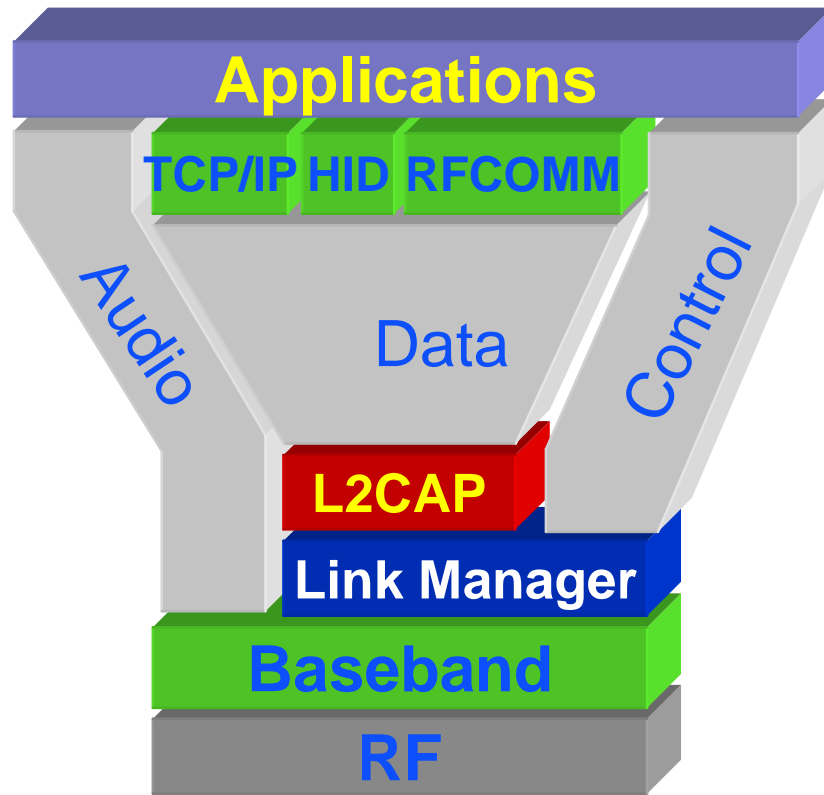 Applications
TCP/IP HID RFCOMM
Audio
Data
Control
L2CAP
Link Manager
Baseband
RF